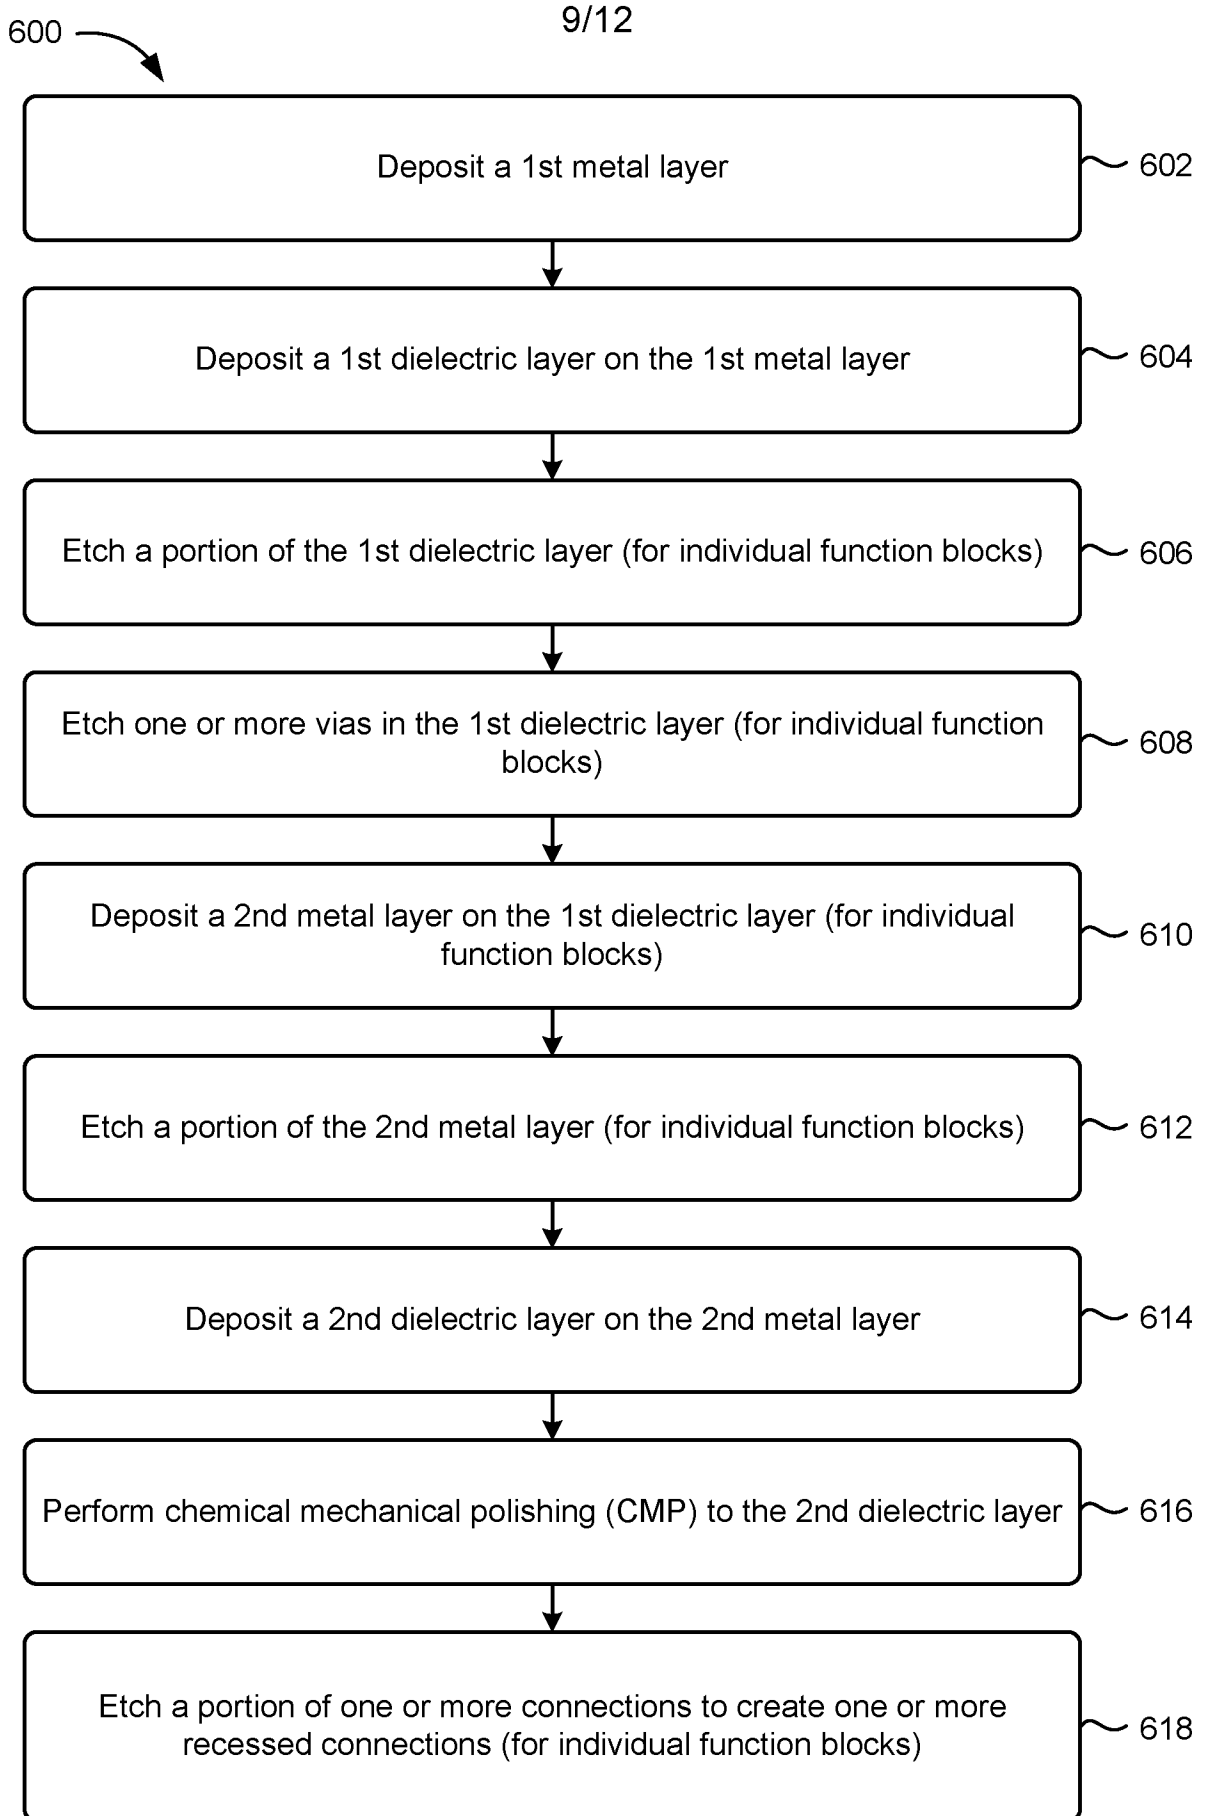 9/12
600
Deposit a 1st metal layer
602
Deposit a 1st dielectric layer on the 1st metal layer
604
Etch a portion of the 1st dielectric layer (for individual function blocks)
606
Etch one or more vias in the 1st dielectric layer (for individual function
blocks)
608
Deposit a 2nd metal layer on the 1st dielectric layer (for individual
function blocks)
610
Etch a portion of the 2nd metal layer (for individual function blocks)
612
Deposit a 2nd dielectric layer on the 2nd metal layer
614
Perform chemical mechanical polishing (CMP) to the 2nd dielectric layer
616
Etch a portion of one or more connections to create one or more
recessed connections (for individual function blocks)
618